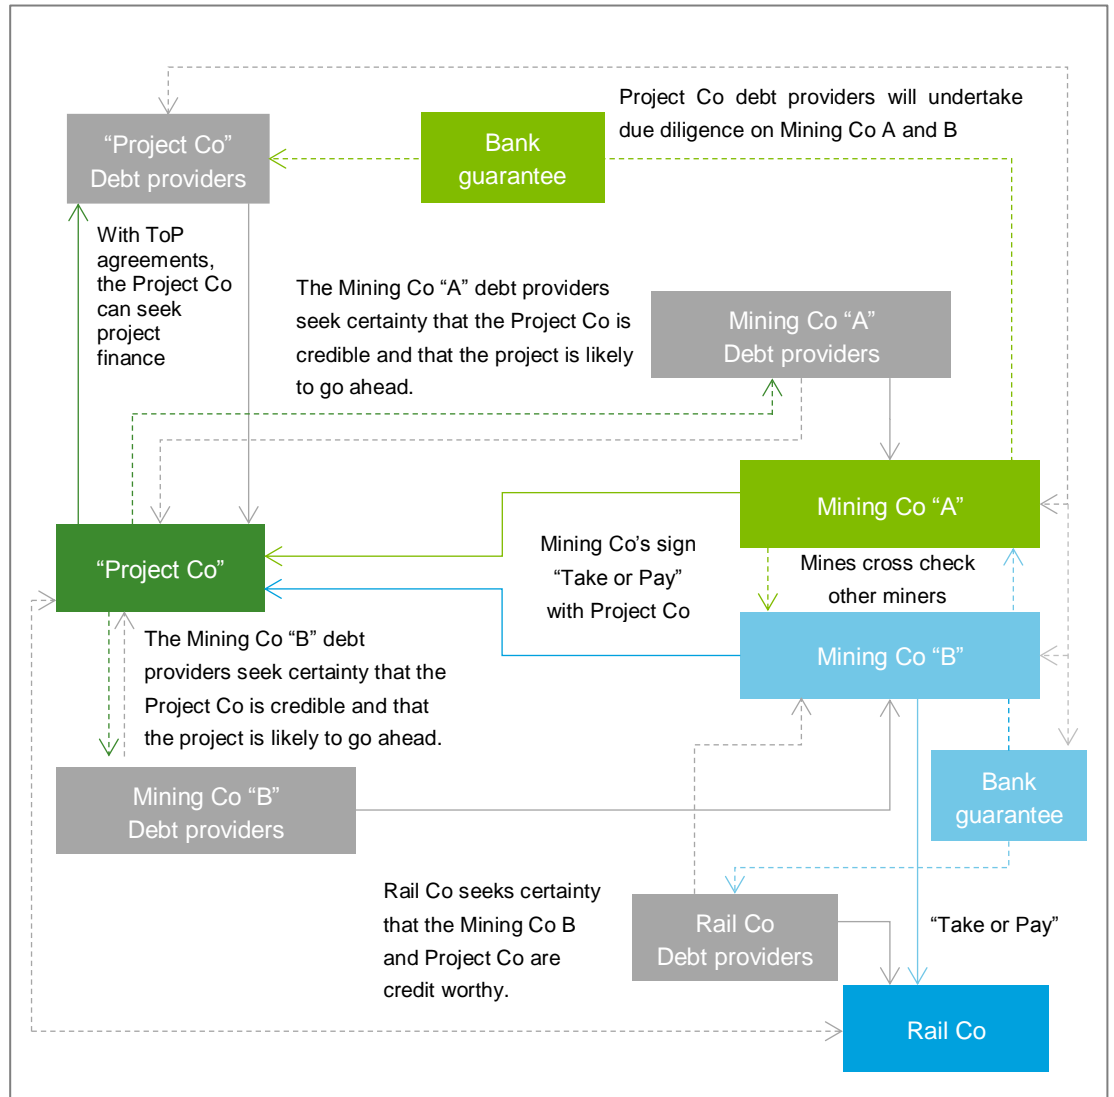 Project Co debt providers will undertake
due diligence on Mining Co A and B
“Project Co”
Debt providers
Bank
guarantee
With ToP
agreements,
the Project Co
can seek
project
finance
The Mining Co “A” debt providers
seek certainty that the Project Co is
credible and that the project is likely
to go ahead.
Mining Co “A”
Debt providers
Mining Co “A”
“Project Co”
Mining Co’s sign
“Take or Pay”
with Project Co
Mines cross check
other miners
Mining Co “B”
The Mining Co “B” debt
providers seek certainty that the
Project Co is credible and that
the project is likely to go ahead.
Mining Co “B”
Debt providers
Bank
guarantee
Rail Co seeks certainty
that the Mining Co B
and Project Co are
credit worthy.
Rail Co
Debt providers
“Take or Pay”
Rail Co